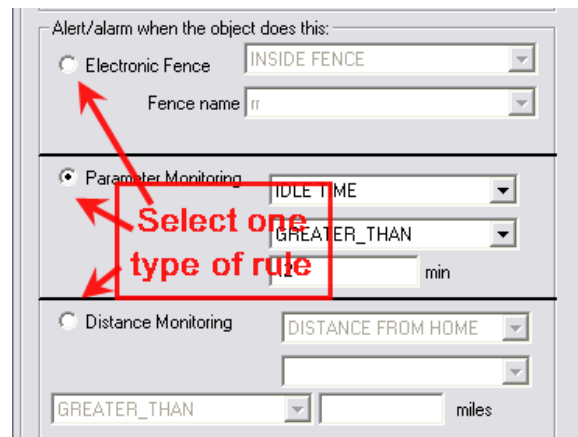 Alert/alarm when the object does this:
Electronic Fence
INSIDE FENCE
Fence name
rr
Parameter Monitoring
IDLE TIME
GREATER_THAN
12
min
Select one
type of rule
Distance Monitoring
DISTANCE FROM HOME
GREATER_THAN
miles